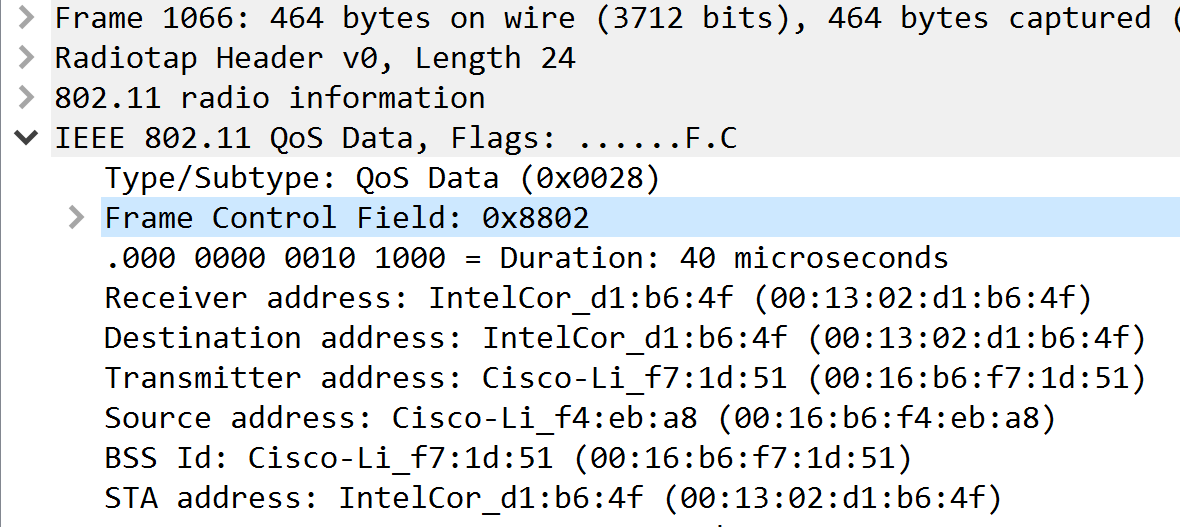 Frame 1066: 464 bytes on wire (3712 bits), 464 bytes captured (
Radiotap Header v0, Length 24
802.11 radio information
IEEE 802.11 QoS Data, Flags: ......F.C
Type/Subtype: QoS Data (0x0028)
Frame Control Field: 0x8802
.000 0000 0010 1000 = Duration: 40 microseconds
Receiver address: IntelCor_d1:b6:4f (00:13:02:d1:b6:4f)
Destination address: IntelCor_d1:b6:4f (00:13:02:d1:b6:4f)
Transmitter address: Cisco-Li_f7:1d:51 (00:16:b6:f7:1d:51)
Source address: Cisco-Li_f4:eb:a8 (00:16:b6:f4:eb:a8)
BSS Id: Cisco-Li_f7:1d:51 (00:16:b6:f7:1d:51)
STA address: IntelCor_d1:b6:4f (00:13:02:d1:b6:4f)